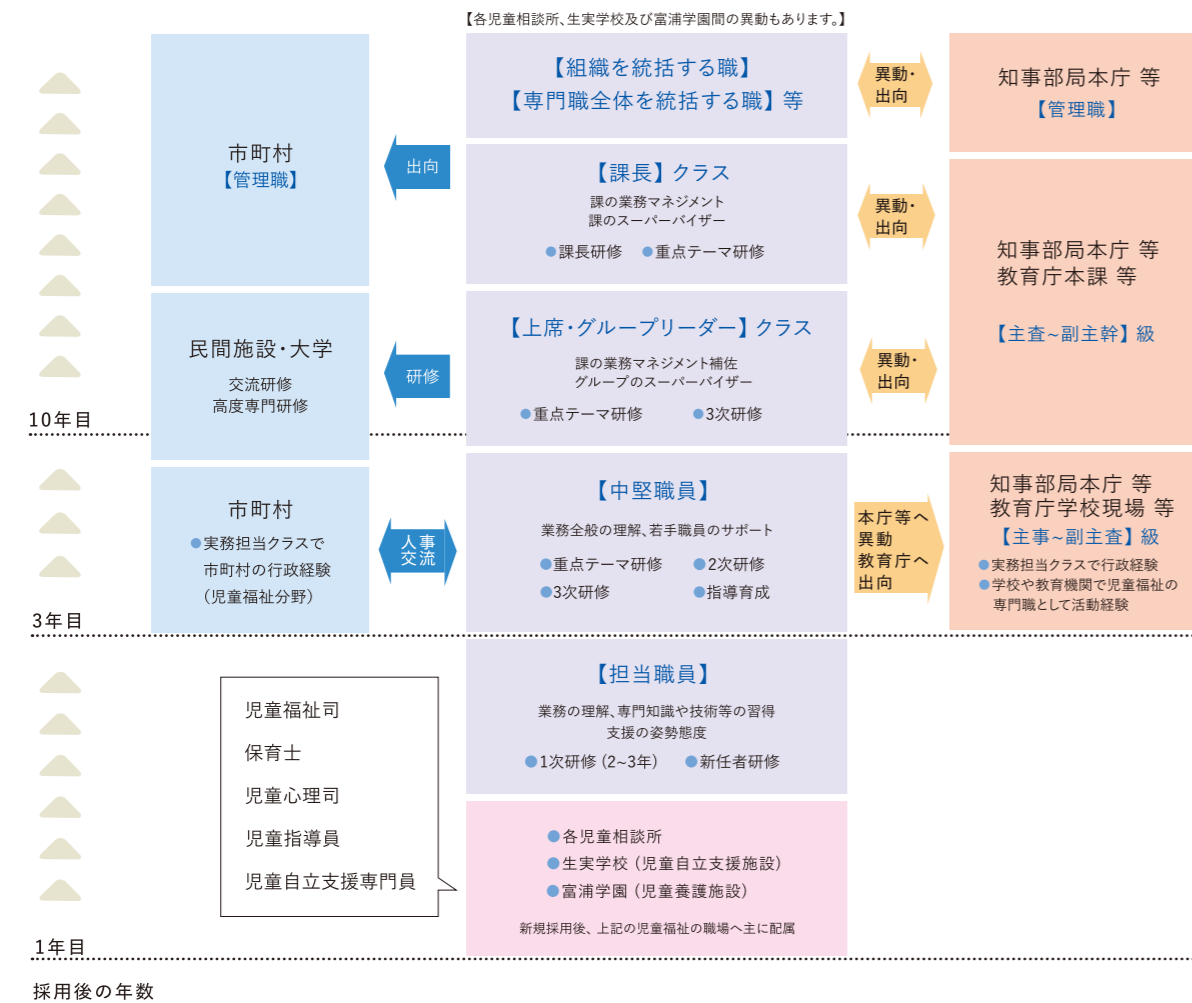 【各児童相談所、生実学校及び富浦学園間の異動もあります。】
市町村
【管理職】
出向
【組織を統括する職】
【専門職全体を統括する職】等
異動・
出向
知事部局本庁 等
【管理職】
【課長】クラス
課の業務マネジメント
課のスーパーバイザー
●課長研修 ●重点テーマ研修
異動・
出向
知事部局本庁 等
教育庁本課 等
【主査~副主幹】級
民間施設・大学
交流研修
高度専門研修
研修
【上席・グループリーダー】クラス
課の業務マネジメント補佐
グループのスーパーバイザー
●重点テーマ研修 ●3次研修
異動・
出向
10年目
市町村
●実務担当クラスで
市町村の行政経験
(児童福祉分野)
人事
交流
【中堅職員】
業務全般の理解、若手職員のサポート
●重点テーマ研修 ●2次研修
●3次研修 ●指導育成
本庁等へ
異動
教育庁へ
出向
知事部局本庁 等
教育庁学校現場 等
【主事~副主査】級
●実務担当クラスで行政経験
●学校や教育機関で児童福祉の
専門職として活動経験
3年目
【担当職員】
業務の理解、専門知識や技術等の習得
支援の姿勢態度
●1次研修(2~3年) ●新任者研修
児童福祉司
保育士
児童心理司
児童指導員
児童自立支援専門員
●各児童相談所
●生実学校(児童自立支援施設)
●富浦学園(児童養護施設)
新規採用後、上記の児童福祉の職場へ主に配属
1年目
採用後の年数